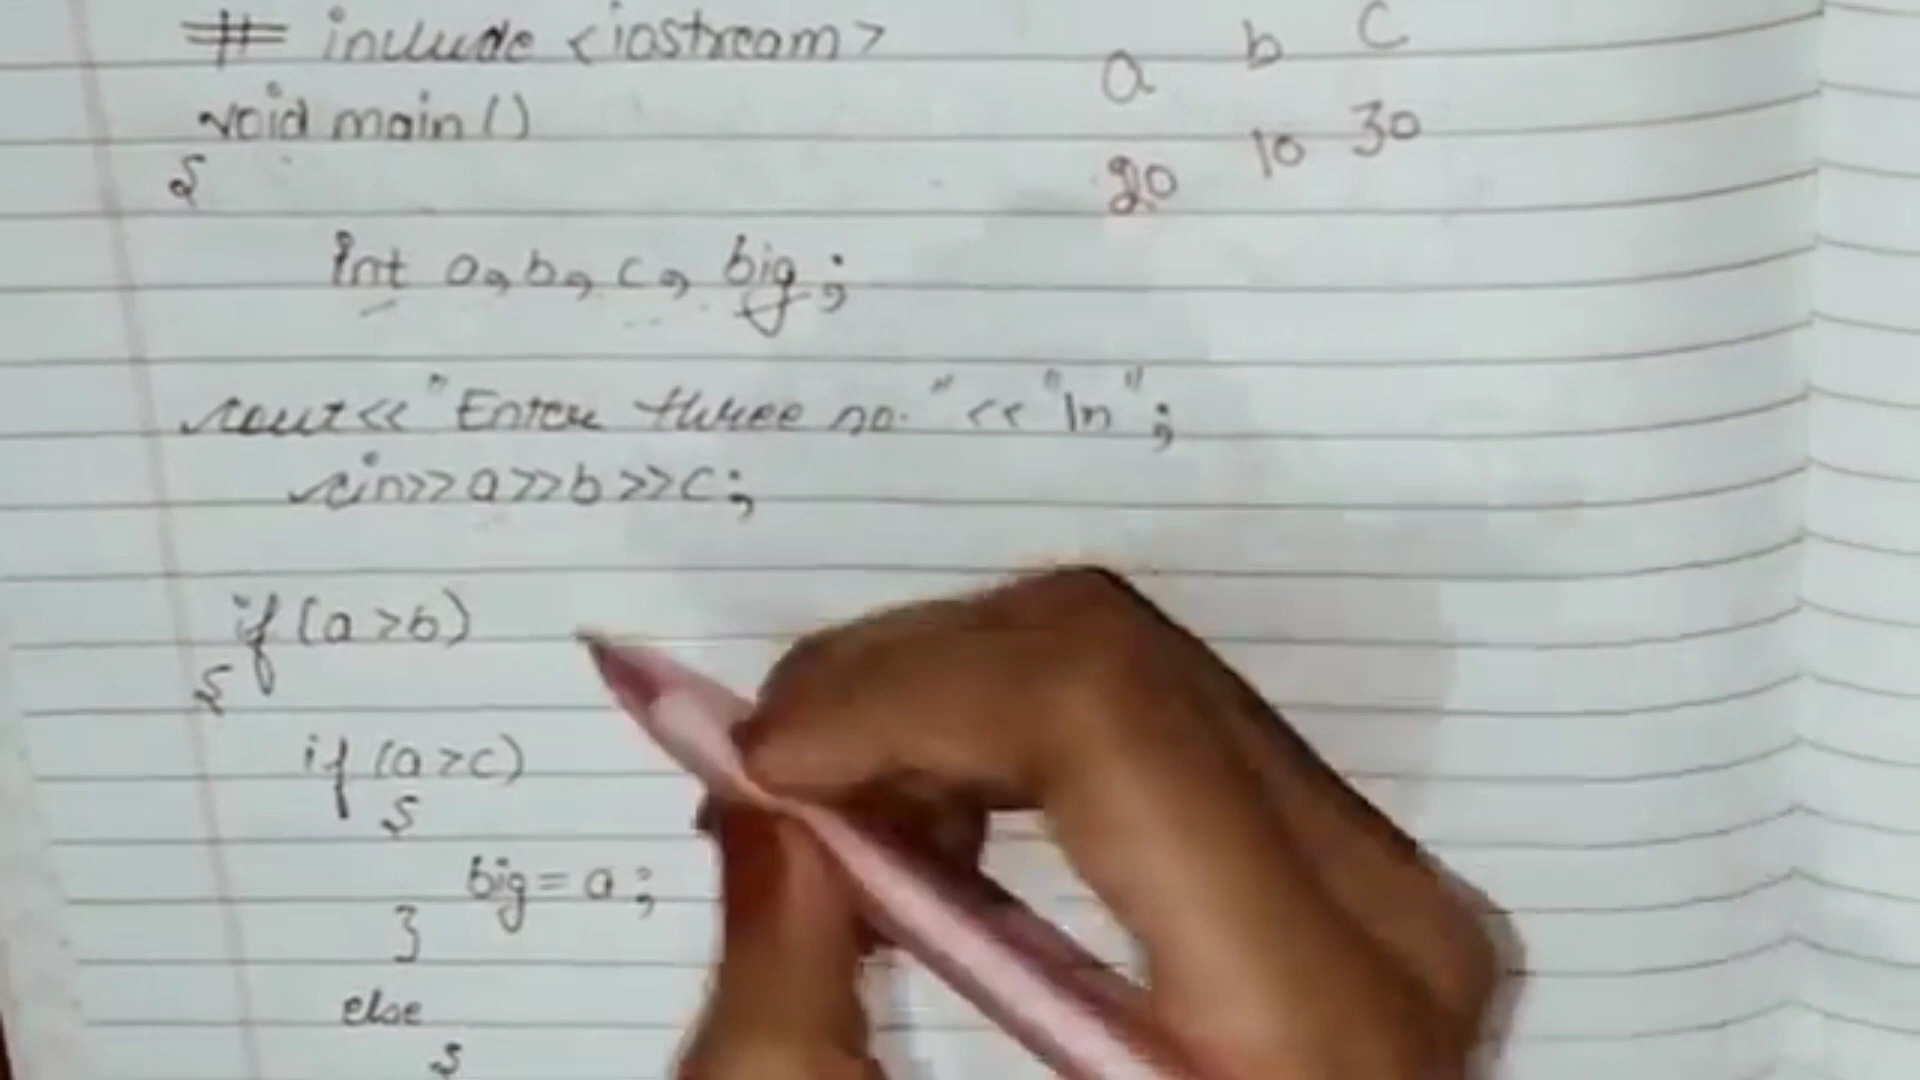 # include <iostream>
void main()
{
int a, b, c, big;
cout<< "Enter three no." << "\n";
cin>>a>>b>>c;
if (a>b)
{
if (a>c)
{
big= a;
}
else
{
a b c
20 10 30